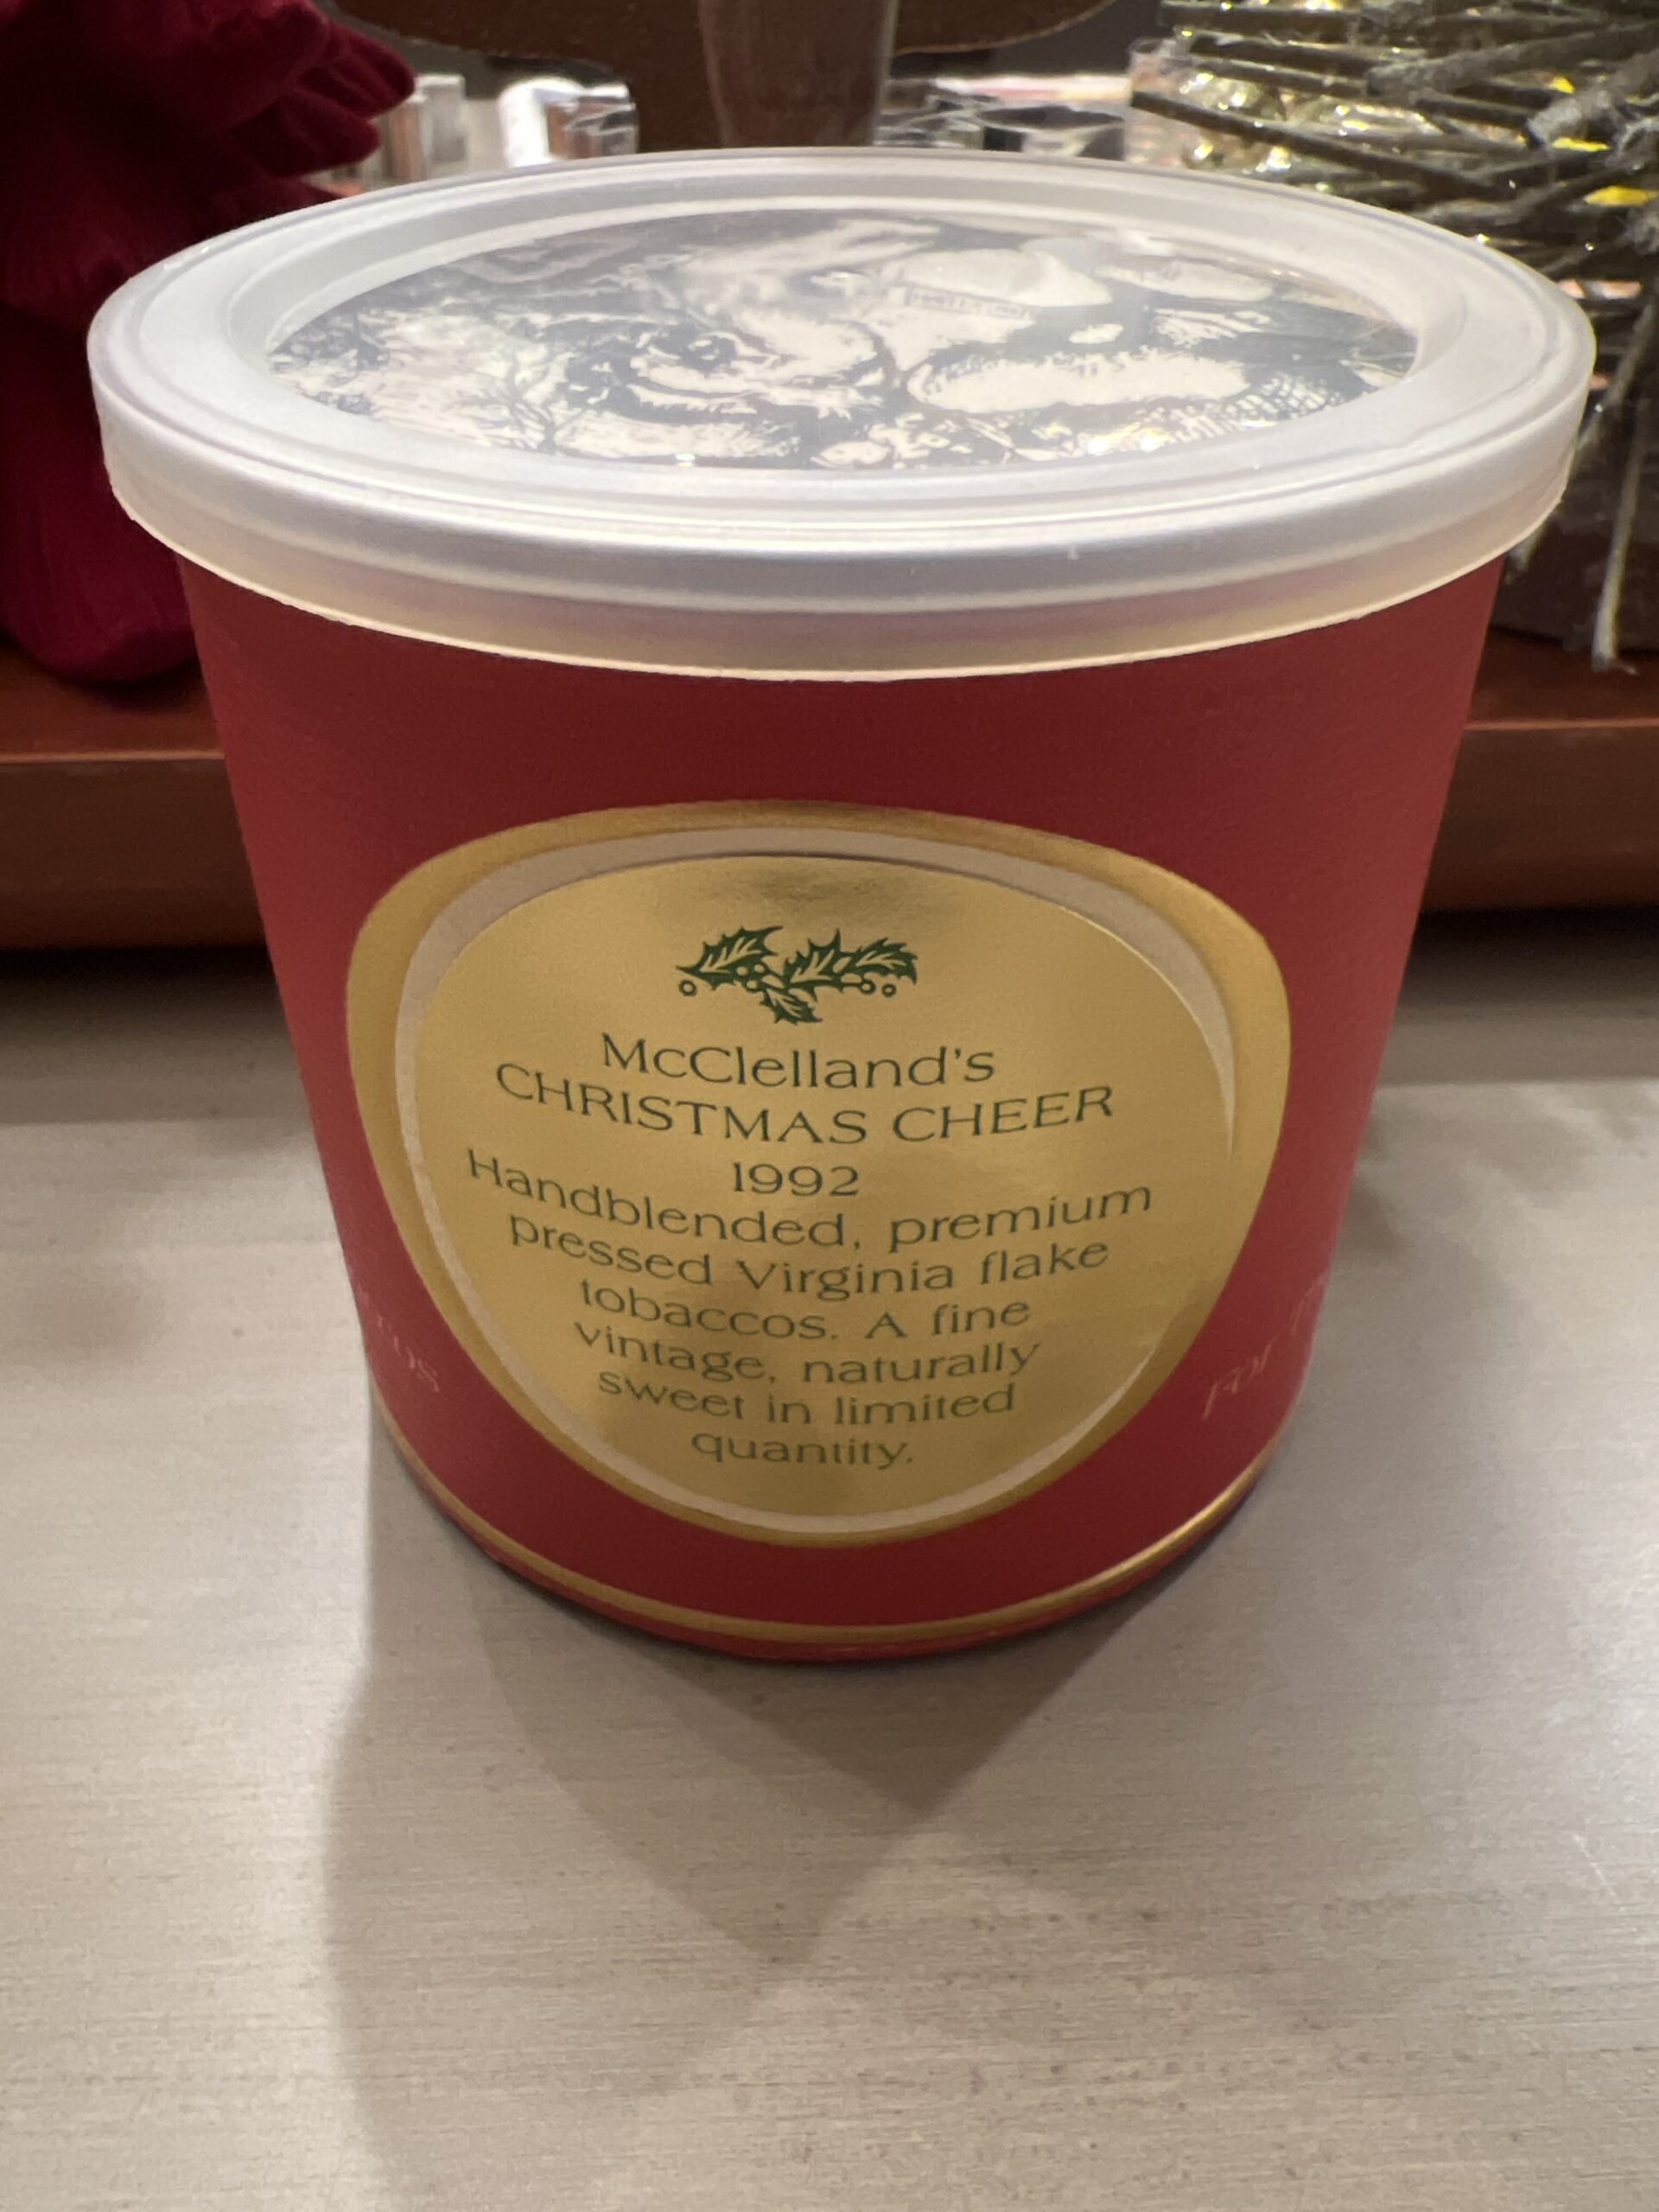 McClelland's
CHRISTMAS CHEER
1992
Handblended, premium
pressed Virginia flake
tobaccos. A fine
vintage, naturally
sweet in limited
quantity.